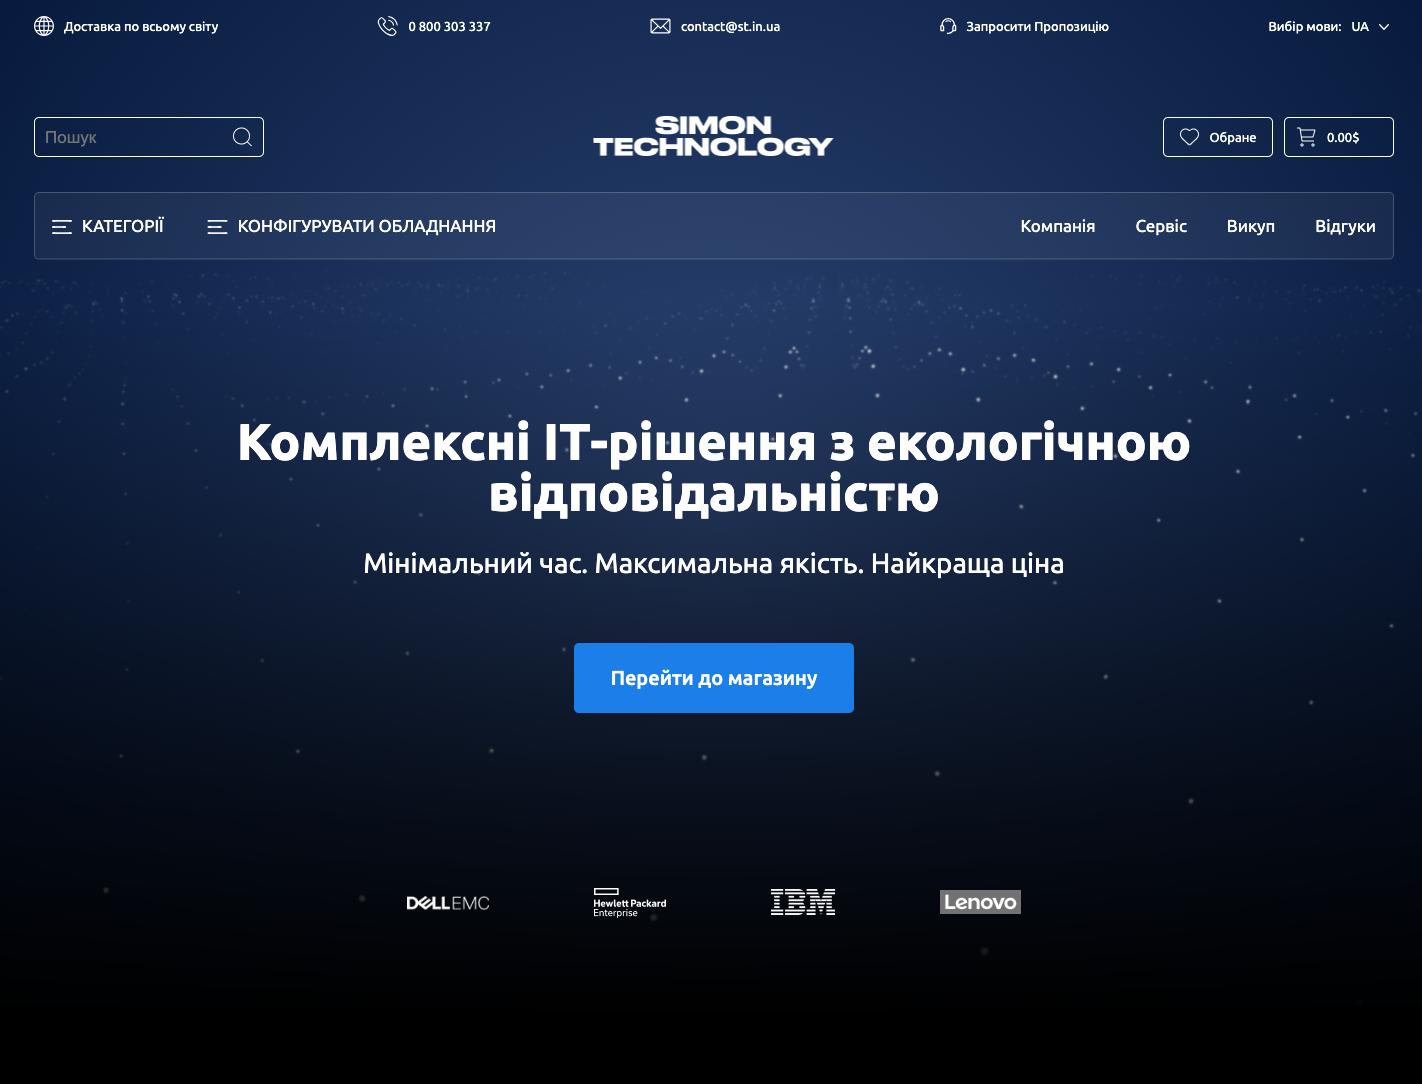 Доставка по всьому світу
0 800 303 337
contact@st.in.ua
Запросити Пропозицію
Вибір мови: UA
Пошук
SIMON
TECHNOLOGY
Обране
0.00$
КАТЕГОРІЇ
КОНФІГУРУВАТИ ОБЛАДНАННЯ
Компанія
Сервіс
Викуп
Відгуки
Комплексні ІТ-рішення з екологічною
відповідальністю
Мінімальний час. Максимальна якість. Найкраща ціна
Перейти до магазину
DELLEMC
Hewlett Packard
Enterprise
IBM
Lenovo